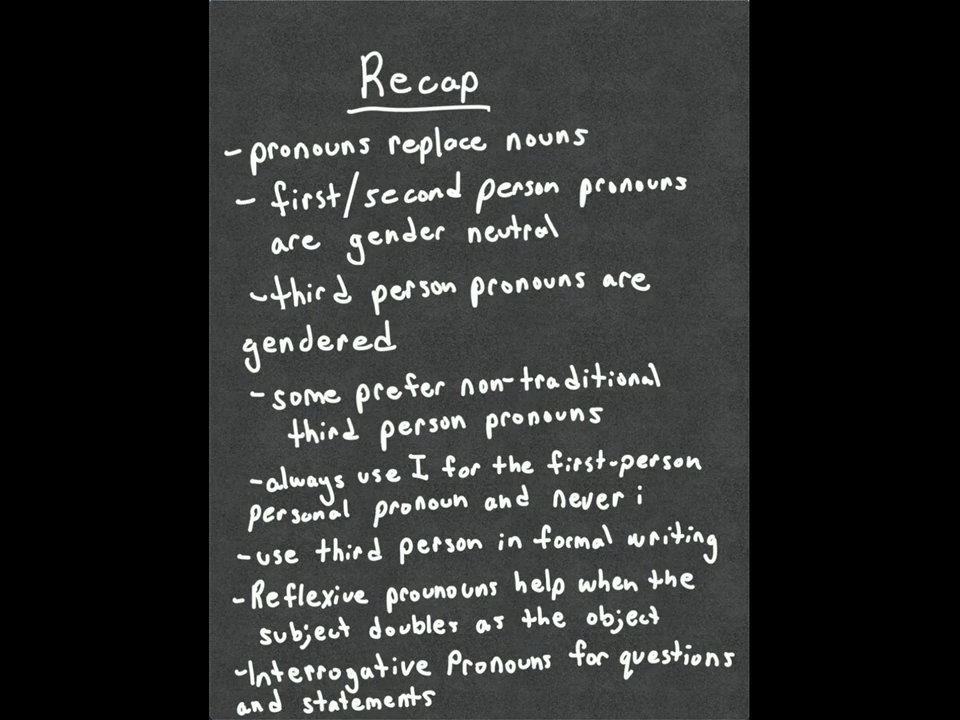 Recap
- pronouns replace nouns
- first/second person pronouns
are gender neutral
- third person pronouns are
gendered
- some prefer non-traditional
third person pronouns
- always use I for the first-person
personal pronoun and never i
- use third person in formal writing
- Reflexive prounouns help when the
subject doubles as the object
- Interrogative Pronouns for questions
and statements